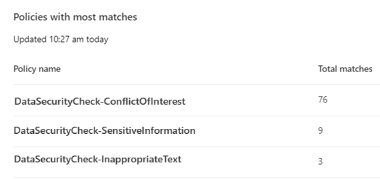 Policies with most matches
Updated 10:27 am today
Policy name Total matches
DataSecurityCheck-ConflictOfInterest 76
DataSecurityCheck-SensitiveInformation 9
DataSecurityCheck-InappropriateText 3